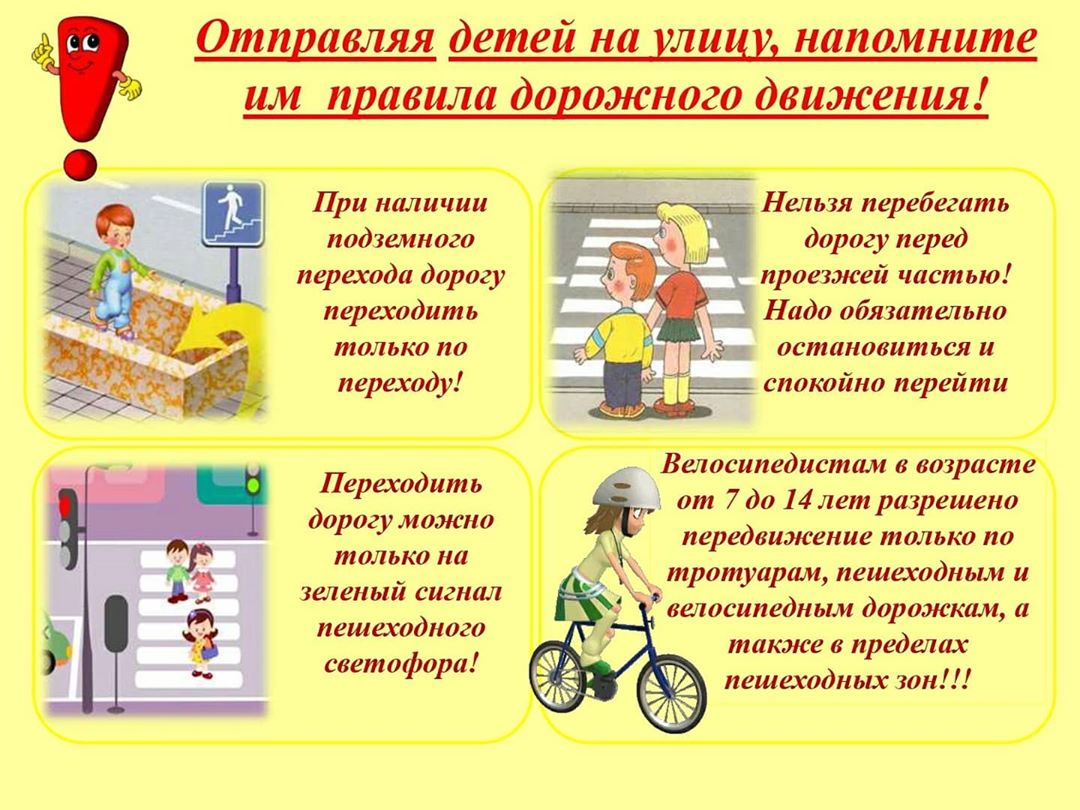 Отправляя детей на улицу, напомните
им правила дорожного движения!
При наличии
подземного
перехода дорогу
переходить
только по
переходу!
Нельзя перебегать
дорогу перед
проезжей частью!
Надо обязательно
остановиться и
спокойно перейти
Переходить
дорогу можно
только на
зеленый сигнал
пешеходного
светофора!
Велосипедистам в возрасте
от 7 до 14 лет разрешено
передвижение только по
тротуарам, пешеходным и
велосипедным дорожкам, а
также в пределах
пешеходных зон!!!